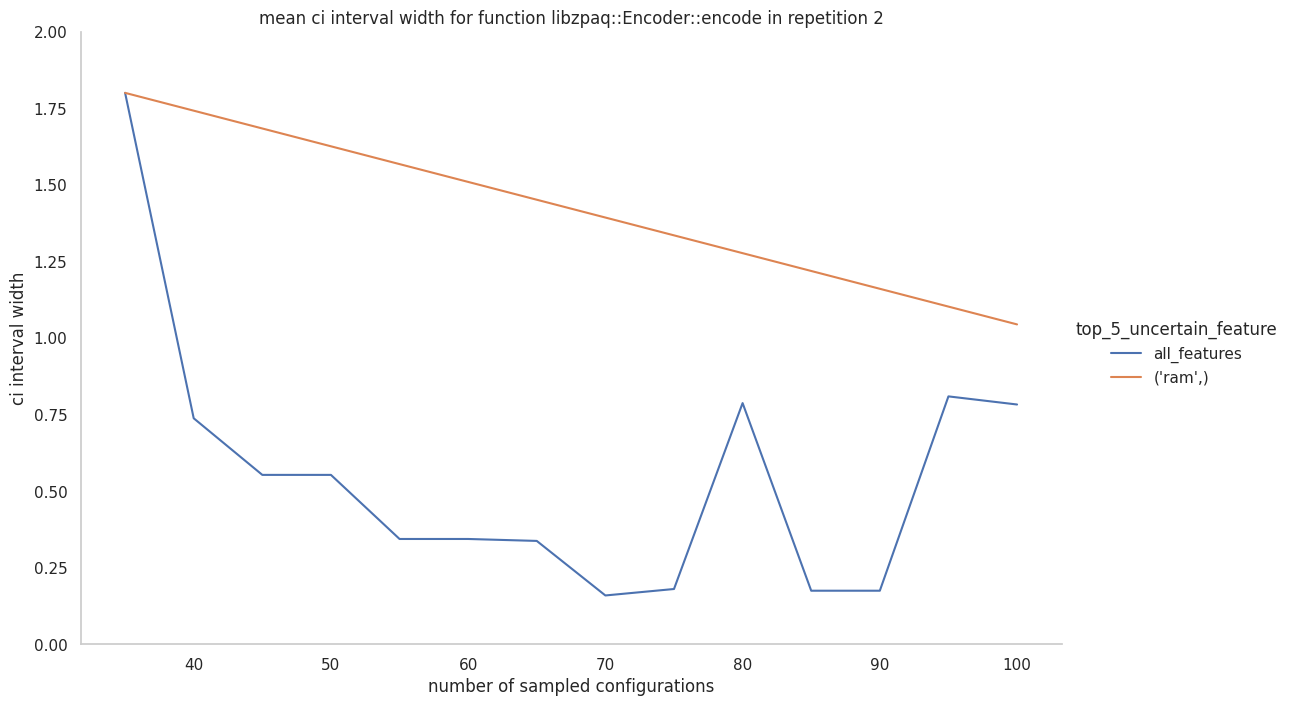 mean ci interval width for function libzpaq::Encoder::encode in repetition 2
2.00
1.75
1.50
1.25
1.00
0.75
0.50
0.25
0.00
ci interval width
40 50 60 70 80 90 100
number of sampled configurations
top_5_uncertain_feature
all_features
('ram',)